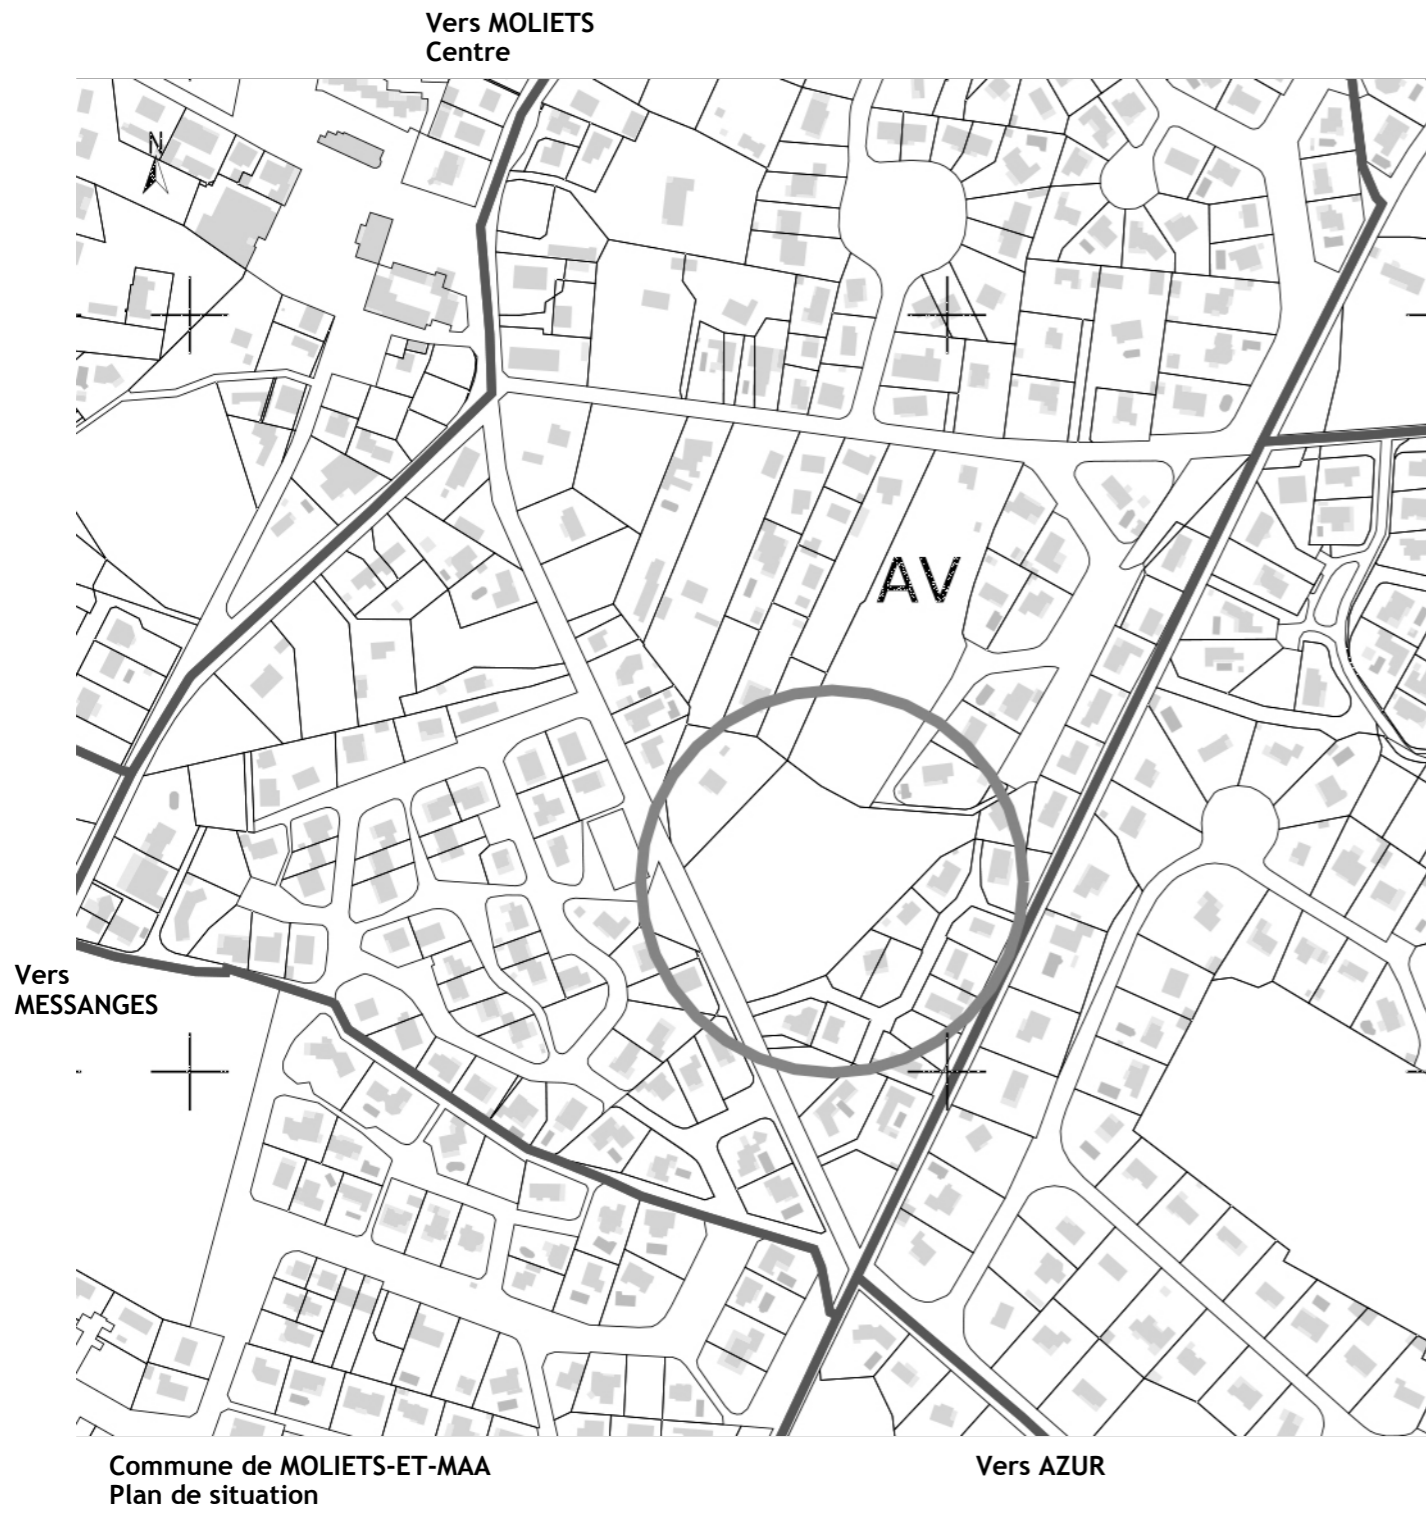 Vers MOLIETS
Centre
N
AV
Vers
MESSANGES
Commune de MOLIETS-ET-MAA
Plan de situation
Vers AZUR